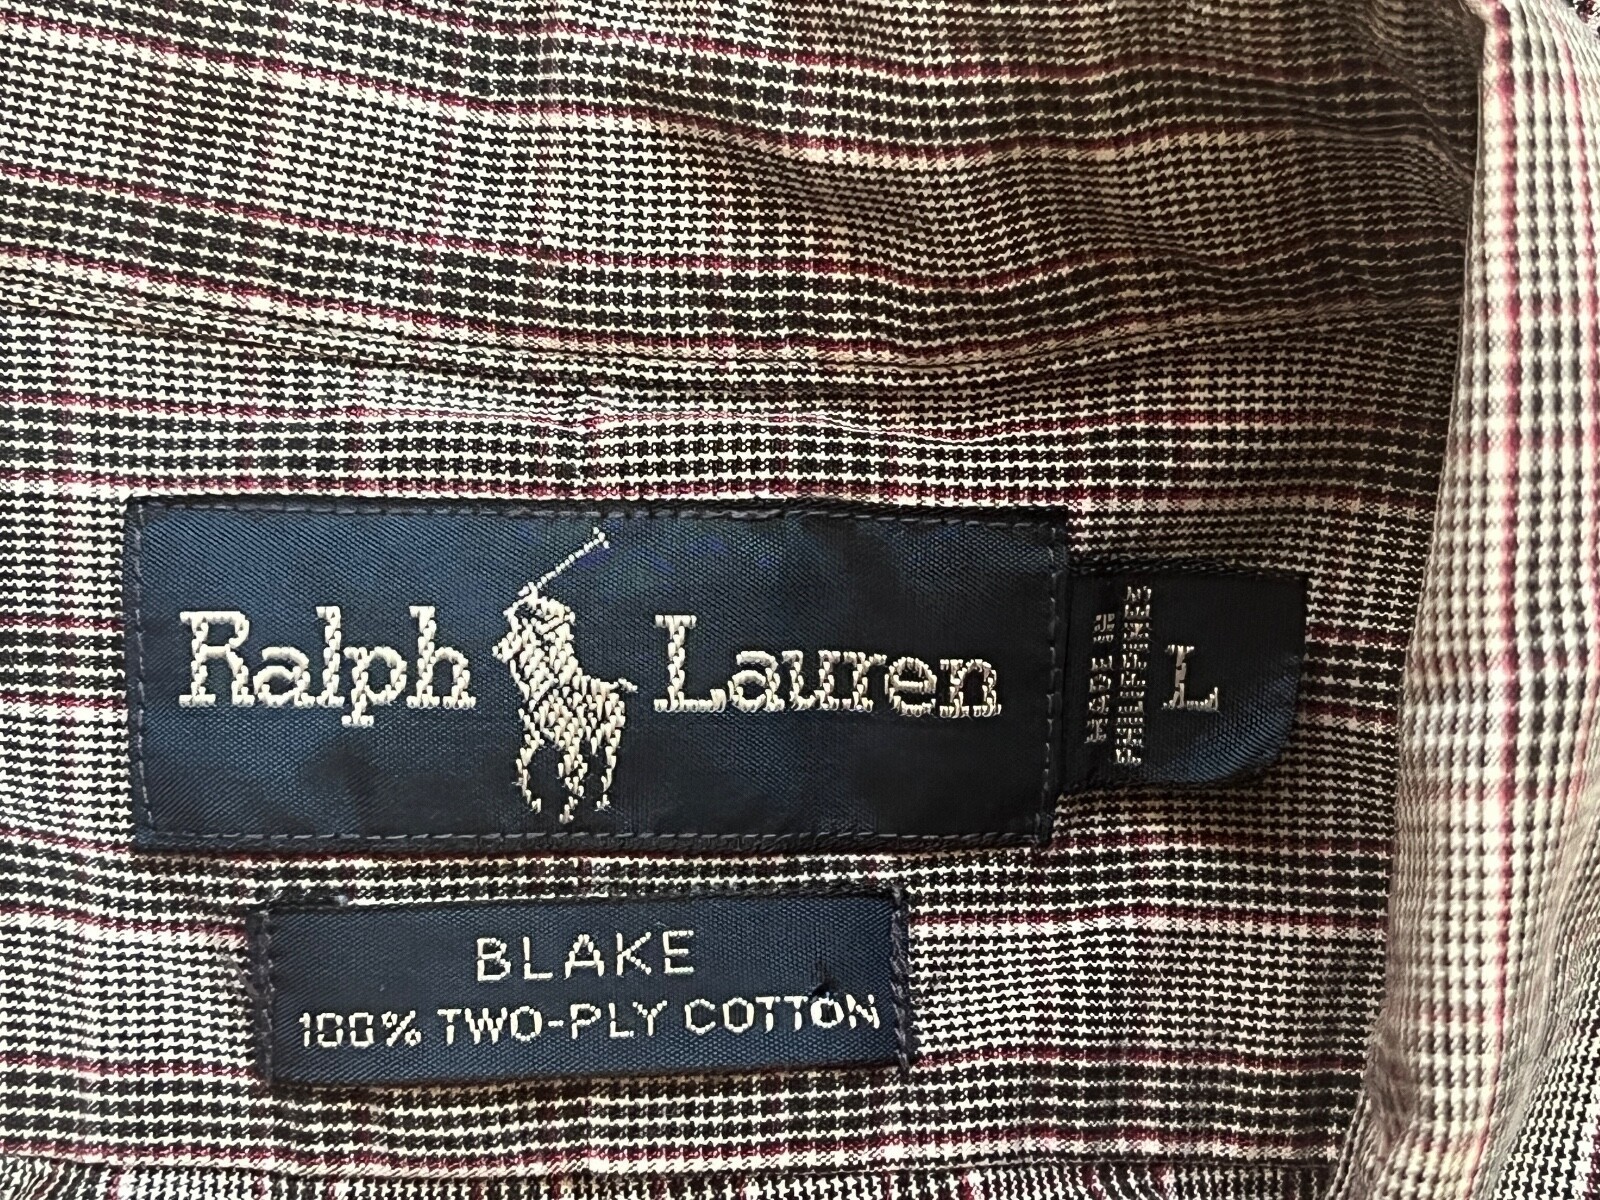 Ralph Lauren
MADE IN
PHILIPPINES
L
BLAKE
100% TWO-PLY COTTON